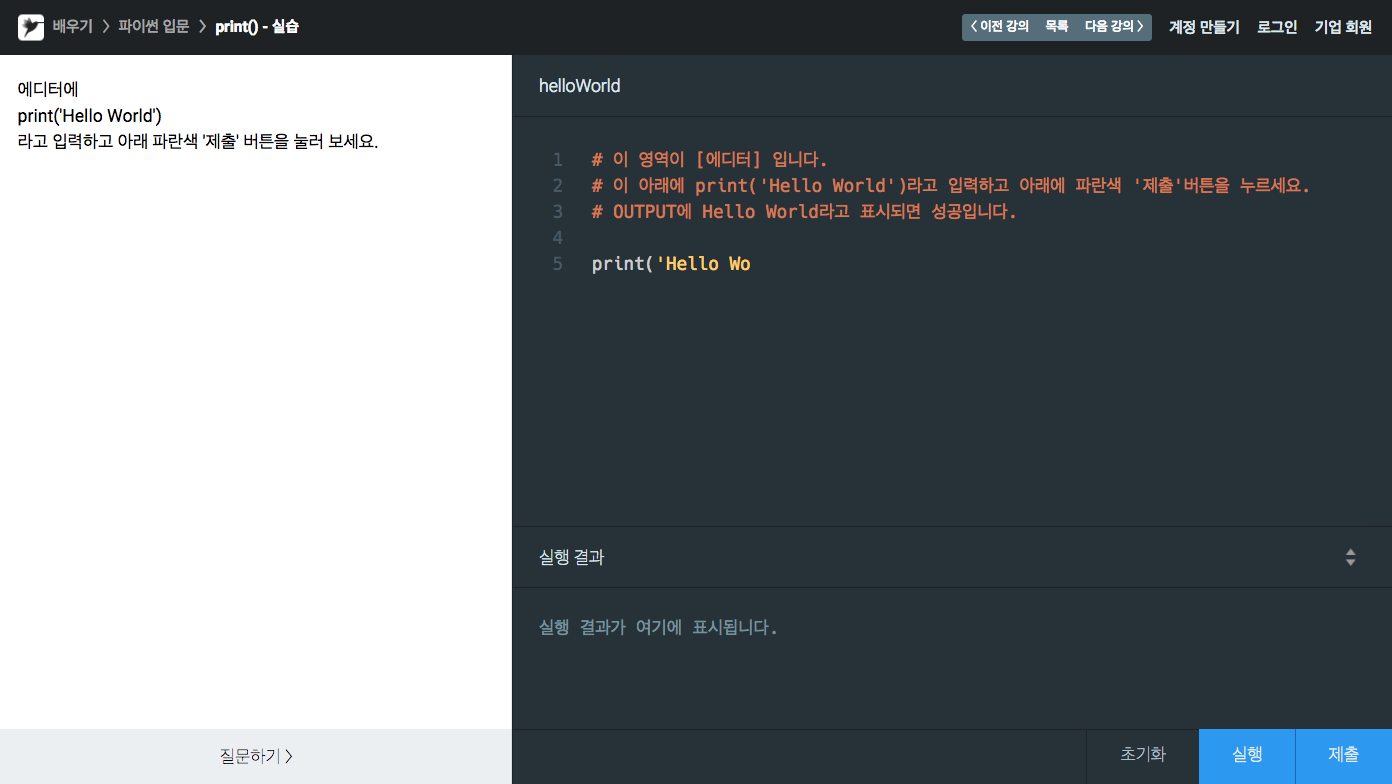 배우기 > 파이썬 입문 > print() - 실습
< 이전 강의 목록 다음 강의 > 계정 만들기 로그인 기업 회원
에디터에
print('Hello World')
라고 입력하고 아래 파란색 '제출' 버튼을 눌러 보세요.
질문하기 >
helloWorld
1 # 이 영역이 [에디터] 입니다.
2 # 이 아래에 print('Hello World')라고 입력하고 아래에 파란색 '제출'버튼을 누르세요.
3 # OUTPUT에 Hello World라고 표시되면 성공입니다.
4
5 print('Hello Wo
실행 결과
실행 결과가 여기에 표시됩니다.
초기화 실행 제출